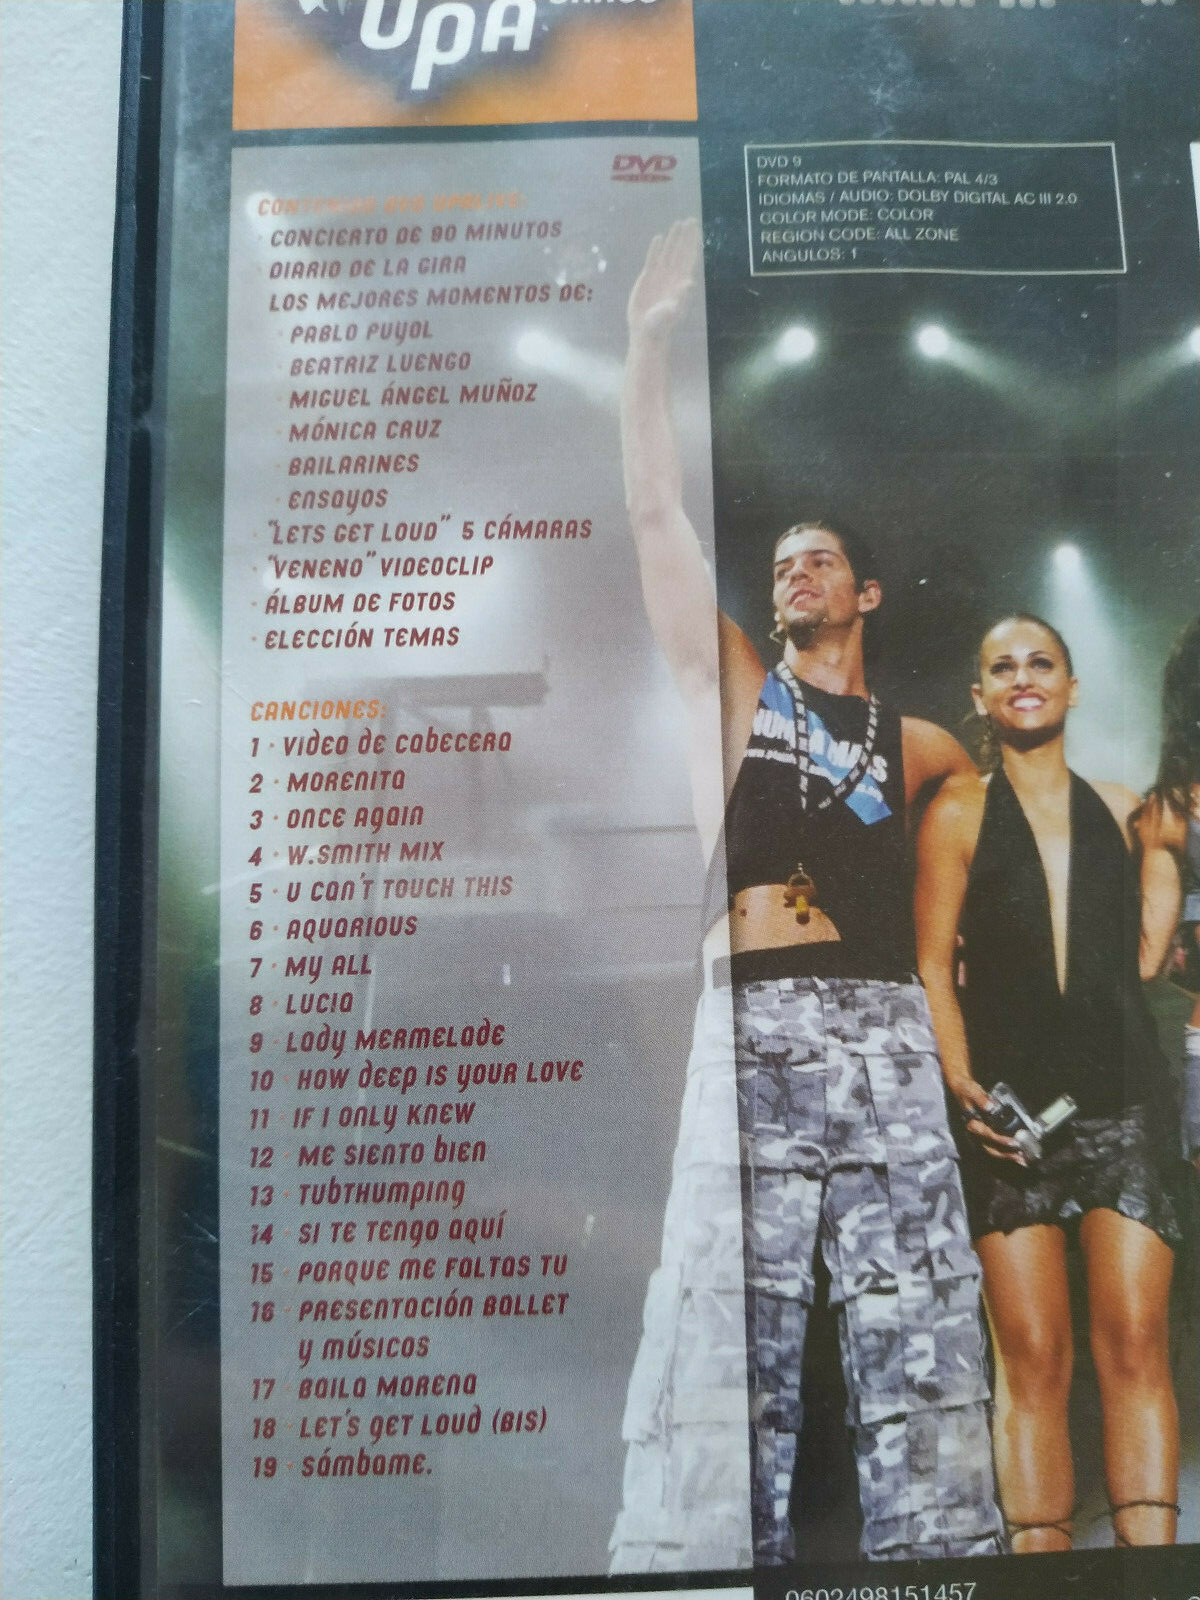 UPA
DVD
VIDEO
CONTENIDO DVD UPALIVE:
· CONCIERTO DE 90 MINUTOS
· DIARIO DE LA GIRA
LOS MEJORES MOMENTOS DE:
· PABLO PUYOL
· BEATRIZ LUENGO
· MIGUEL ÁNGEL MUÑOZ
· MÓNICA CRUZ
· BAILARINES
· ENSAYOS
· "LETS GET LOUD" 5 CÁMARAS
· "VENENO" VIDEOCLIP
· ÁLBUM DE FOTOS
· ELECCIÓN TEMAS
CANCIONES:
1 · VIDEO DE CABECERA
2 · MORENITA
3 · ONCE AGAIN
4 · W.SMITH MIX
5 · U CAN'T TOUCH THIS
6 · AQUARIOUS
7 · MY ALL
8 · LUCIA
9 · LADY MERMELADE
10 · HOW DEEP IS YOUR LOVE
11 · IF I ONLY KNEW
12 · ME SIENTO BIEN
13 · TUBTHUMPING
14 · SI TE TENGO AQUÍ
15 · PORQUE ME FALTAS TU
16 · PRESENTACIÓN BALLET
Y MÚSICOS
17 · BAILA MORENA
18 · LET'S GET LOUD (BIS)
19 · SÁMBAME.
DVD 9
FORMATO DE PANTALLA: PAL 4/3
IDIOMAS / AUDIO: DOLBY DIGITAL AC III 2.0
COLOR MODE: COLOR
REGION CODE: ALL ZONE
ANGULOS: 1
0602498151457